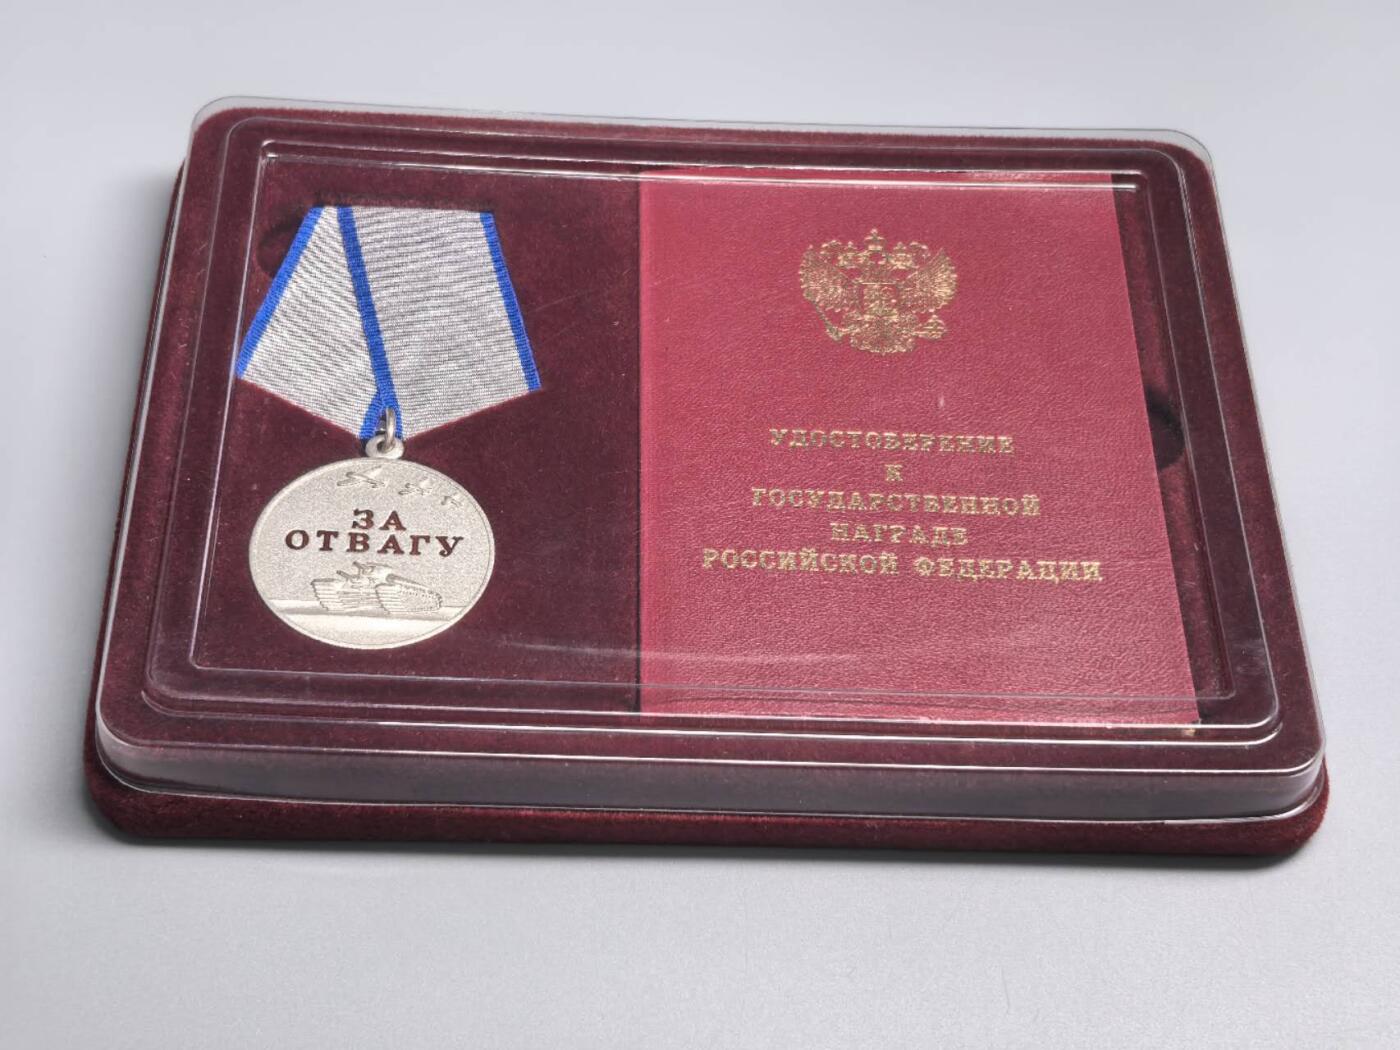 ЗА
ОТВАГУ
УДОСТОВЕРЕНИЕ
К
ГОСУДАРСТВЕННОЙ
НАГРАДЕ
РОССИЙСКОЙ ФЕДЕРАЦИИ